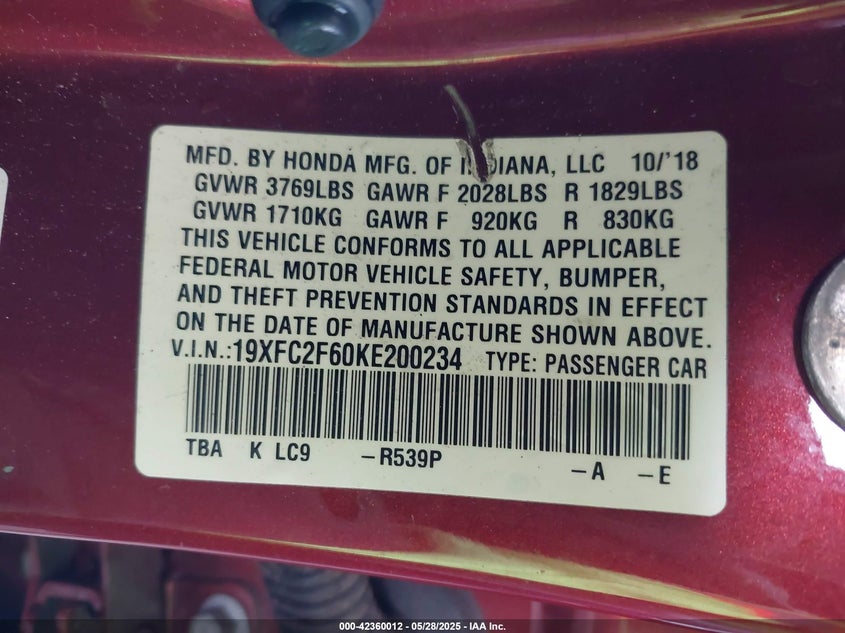 MFD. BY HONDA MFG. OF INDIANA, LLC 10/'18
GVWR 3769LBS GAWR F 2028LBS R 1829LBS
GVWR 1710KG GAWR F 920KG R 830KG
THIS VEHICLE CONFORMS TO ALL APPLICABLE
FEDERAL MOTOR VEHICLE SAFETY, BUMPER,
AND THEFT PREVENTION STANDARDS IN EFFECT
ON THE DATE OF MANUFACTURE SHOWN ABOVE.
V.I.N.:19XFC2F60KE200234 TYPE: PASSENGER CAR
TBA K LC9 –R539P –A –E
000-42360012 - 05/28/2025 - IAA Inc.